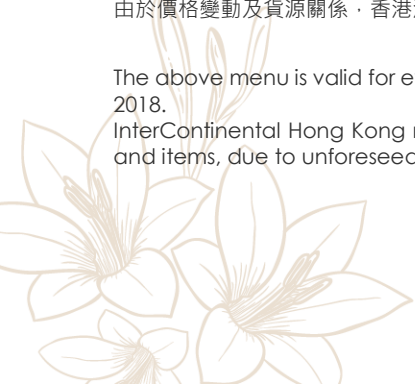 由於價格變動及貨源關係，香港
The above menu is valid for e
2018.
InterContinental Hong Kong
and items, due to unforeseed